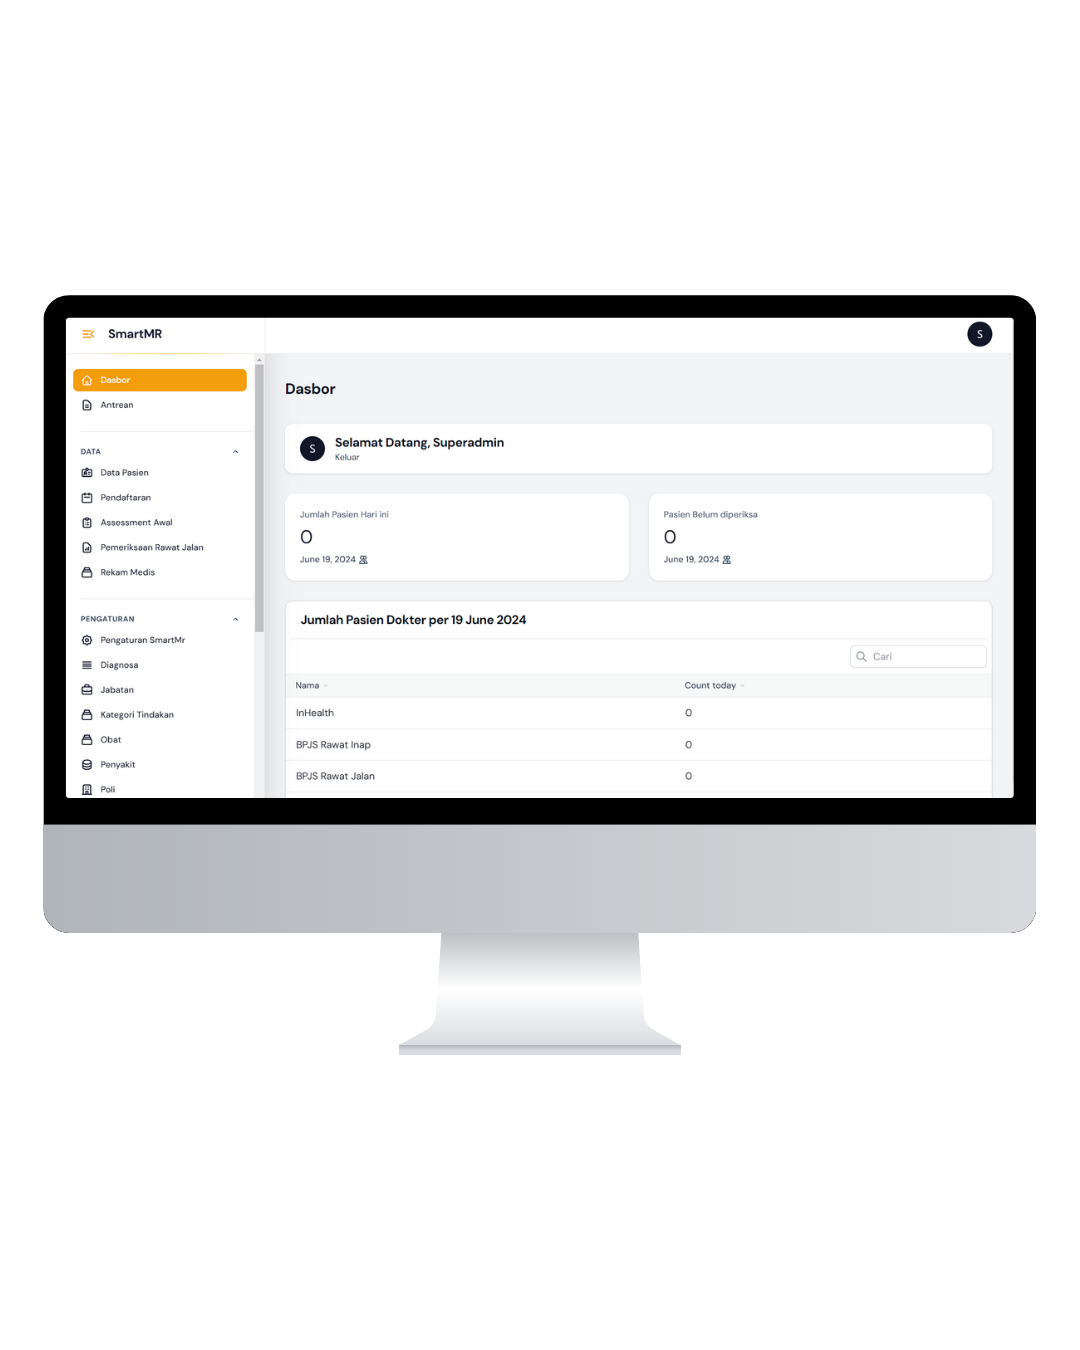 SmartMR
S
Dasbor
Antrean
DATA
Data Pasien
Pendaftaran
Assessment Awal
Pemeriksaan Rawat Jalan
Rekam Medis
PENGATURAN
Pengaturan SmartMr
Diagnosa
Jabatan
Kategori Tindakan
Obat
Penyakit
Poli
Dasbor
S
Selamat Datang, Superadmin
Keluar
Jumlah Pasien Hari ini
0
June 19, 2024
Pasien Belum diperiksa
0
June 19, 2024
Jumlah Pasien Dokter per 19 June 2024
Cari
Nama Count today
InHealth 0
BPJS Rawat Inap 0
BPJS Rawat Jalan 0